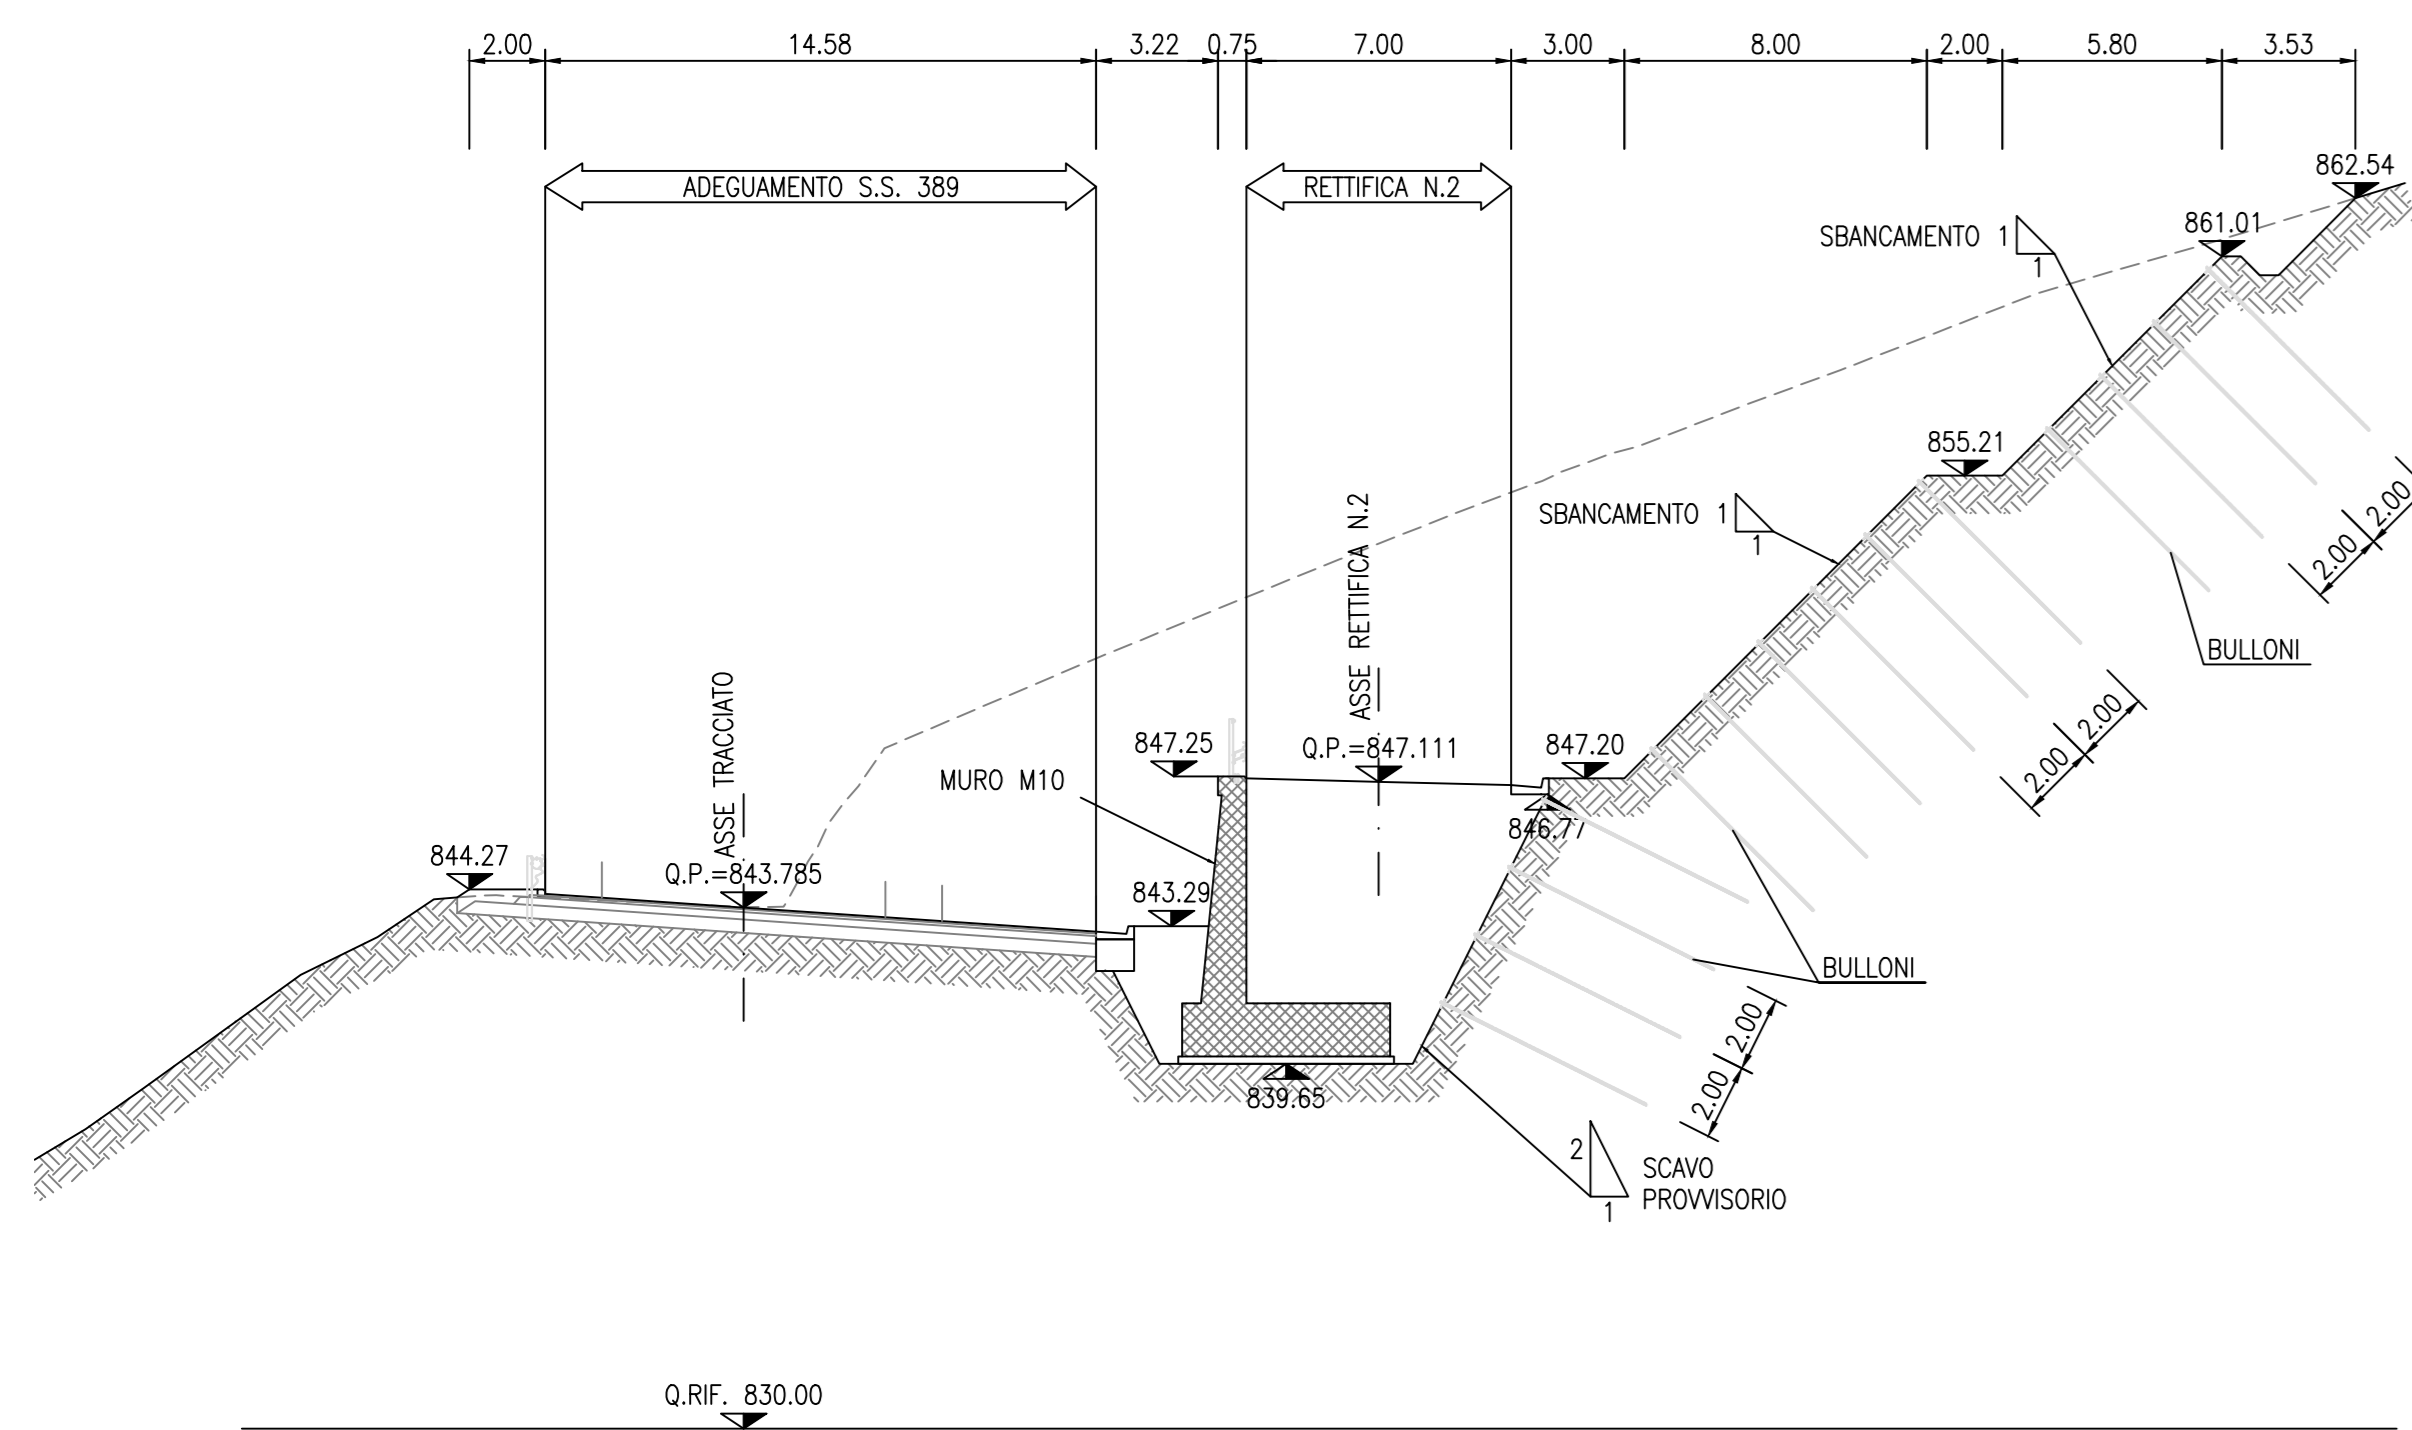 2.00 14.58 3.22 0.75 7.00 3.00 8.00 2.00 5.80 3.53
862.54
ADEGUAMENTO S.S. 389
RETTIFICA N.2
861.01
SBANCAMENTO 1
1
855.21
SBANCAMENTO 1
1
ASSE RETTIFICA N.2
2.00
2.00
BULLONI
ASSE TRACCIATO
2.00
2.00
847.25
Q.P.=847.111
847.20
MURO M10
846.77
844.27
Q.P.=843.785
843.29
BULLONI
2.00
2.00
839.65
2
1
SCAVO
PROVVISORIO
Q.RIF. 830.00